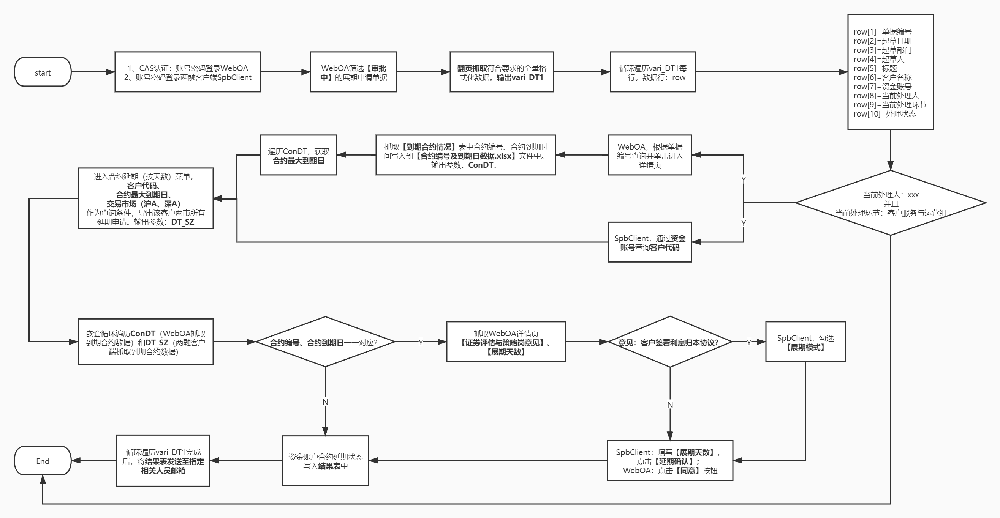 start
1、CAS认证：账号密码登录WebOA
2、账号密码登录两融客户端SpbClient
WebOA筛选【审批
中】的展期申请单据
翻页抓取符合要求的全量格
式化数据。输出vari_DT1
循环遍历vari_DT1每
一行。数据行：row
row[1]=单据编号
row[2]=起草日期
row[3]=起草部门
row[4]=起草人
row[5]=标题
row[6]=客户名称
row[7]=资金账号
row[8]=当前处理人
row[9]=当前处理环节
row[10]=处理状态
当前处理人：xxx
并且
当前处理环节：客户服务与运营组
Y
WebOA，根据单据
编号查询并单击进入
详情页
抓取【到期合约情况】表中合约编号、合约到期时
间写入到【合约编号及到期日数据.xlsx】文件中。
输出参数：ConDT。
遍历ConDT，获取
合约最大到期日
Y
SpbClient，通过资金
账号查询客户代码
进入合约延期（按天数）菜单，
客户代码、
合约最大到期日、
交易市场（沪A、深A）
作为查询条件，导出该客户两市所有
延期申请。输出参数：DT_SZ
嵌套循环遍历ConDT（WebOA抓取
到期合约数据）和DT_SZ（两融客户
端抓取到期合约数据）
合约编号、合约到期日一一对应？
Y
抓取WebOA详情页
【证券评估与策略岗意见】、
【展期天数】
意见：客户签署利息归本协议？
Y
SpbClient，勾选
【展期模式】
N
N
SpbClient：填写【展期天数】，
点击【延期确认】；
WebOA：点击【同意】按钮
资金账户合约延期状态
写入结果表中
循环遍历vari_DT1完成
后，将结果表发送至指定
相关人员邮箱
End